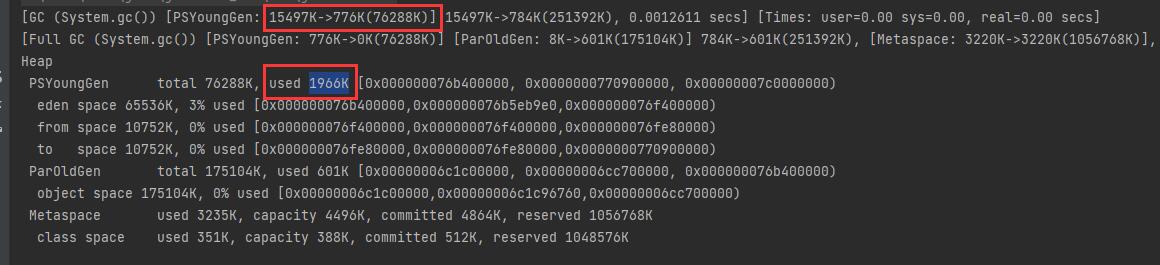 [GC (System.gc()) [PSYoungGen: 15497K->776K(76288K)] 15497K->784K(251392K), 0.0012611 secs] [Times: user=0.00 sys=0.00, real=0.00 secs]
[Full GC (System.gc()) [PSYoungGen: 776K->0K(76288K)] [ParOldGen: 8K->601K(175104K)] 784K->601K(251392K), [Metaspace: 3220K->3220K(1056768K)],
Heap
PSYoungGen total 76288K, used 1966K [0x000000076b400000, 0x0000000770900000, 0x00000007c0000000)
eden space 65536K, 3% used [0x000000076b400000,0x000000076b5eb9e0,0x000000076f400000)
from space 10752K, 0% used [0x000000076f400000,0x000000076f400000,0x000000076fe80000)
to space 10752K, 0% used [0x000000076fe80000,0x000000076fe80000,0x0000000770900000)
ParOldGen total 175104K, used 601K [0x00000006c1c00000, 0x00000006cc700000, 0x000000076b400000)
object space 175104K, 0% used [0x00000006c1c00000,0x00000006c1c96760,0x00000006cc700000)
Metaspace used 3235K, capacity 4496K, committed 4864K, reserved 1056768K
class space used 351K, capacity 388K, committed 512K, reserved 1048576K